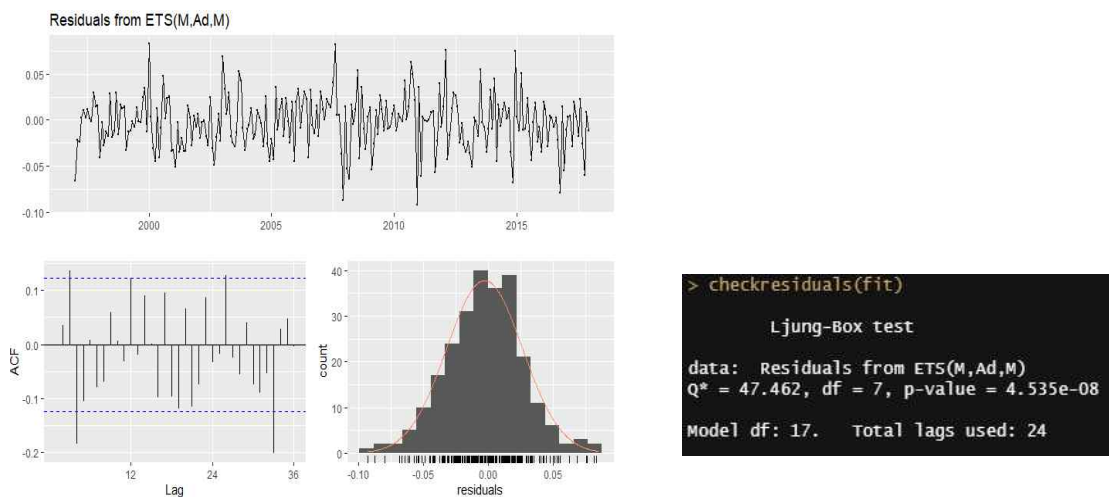 Residuals from ETS(M,Ad,M)
0.05
0.00
-0.05
-0.10
2000 2005 2010 2015
0.1
0.0
-0.1
-0.2
ACF
12 24 36
Lag
40
30
20
10
0
count
-0.10 -0.05 0.00 0.05
residuals
> checkresiduals(fit)
Ljung-Box test
data: Residuals from ETS(M,Ad,M)
Q* = 47.462, df = 7, p-value = 4.535e-08
Model df: 17. Total lags used: 24